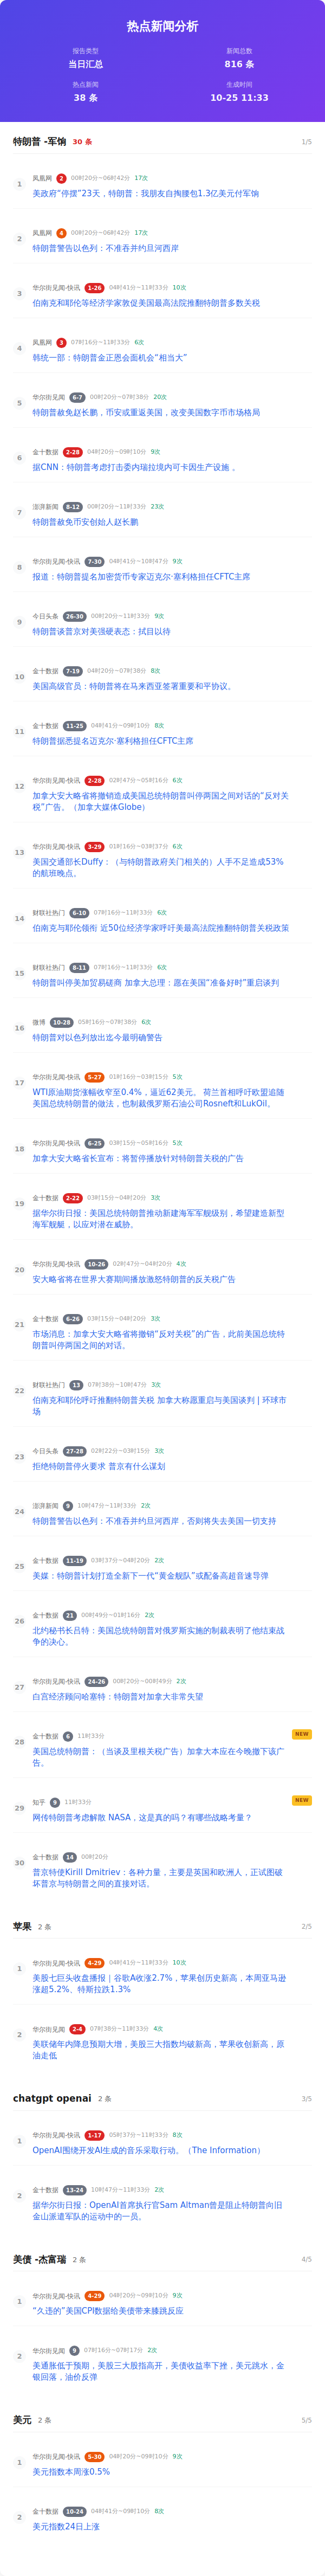 热点新闻分析
报告类型
当日汇总
新闻总数
816 条
热点新闻
38 条
生成时间
10-25 11:33
特朗普 -军饷 30 条 1/5
1
凤凰网 2 00时20分~06时42分 17次
美政府“停摆”23天，特朗普：我朋友自掏腰包1.3亿美元付军饷
2
凤凰网 4 00时20分~06时42分 17次
特朗普警告以色列：不准吞并约旦河西岸
3
华尔街见闻-快讯 1-26 04时41分~11时33分 10次
伯南克和耶伦等经济学家敦促美国最高法院推翻特朗普多数关税
4
凤凰网 3 07时16分~11时33分 6次
韩统一部：特朗普金正恩会面机会“相当大”
5
华尔街见闻 6-7 00时20分~07时38分 20次
特朗普赦免赵长鹏，币安或重返美国，改变美国数字货币市场格局
6
金十数据 2-28 04时20分~09时10分 9次
据CNN：特朗普考虑打击委内瑞拉境内可卡因生产设施 。
7
澎湃新闻 8-12 00时20分~11时33分 23次
特朗普赦免币安创始人赵长鹏
8
华尔街见闻-快讯 7-30 04时41分~10时47分 9次
报道：特朗普提名加密货币专家迈克尔·塞利格担任CFTC主席
9
今日头条 26-30 00时20分~11时33分 9次
特朗普谈普京对美强硬表态：拭目以待
10
金十数据 7-19 04时20分~07时38分 8次
美国高级官员：特朗普将在马来西亚签署重要和平协议。
11
金十数据 11-25 04时41分~09时10分 8次
特朗普据悉提名迈克尔·塞利格担任CFTC主席
12
华尔街见闻-快讯 2-28 02时47分~05时16分 6次
加拿大安大略省将撤销造成美国总统特朗普叫停两国之间对话的“反对关
税”广告。（加拿大媒体Globe）
13
华尔街见闻-快讯 3-29 01时16分~03时37分 6次
美国交通部长Duffy：（与特朗普政府关门相关的）人手不足造成53%
的航班晚点。
14
财联社热门 6-10 07时16分~11时33分 6次
伯南克与耶伦领衔 近50位经济学家呼吁美最高法院推翻特朗普关税政策
15
财联社热门 8-11 07时16分~11时33分 6次
特朗普叫停美加贸易磋商 加拿大总理：愿在美国“准备好时”重启谈判
16
微博 10-28 05时16分~07时38分 6次
特朗普对以色列放出迄今最明确警告
17
华尔街见闻-快讯 5-27 01时16分~03时15分 5次
WTI原油期货涨幅收窄至0.4%，逼近62美元。 荷兰首相呼吁欧盟追随
美国总统特朗普的做法，也制裁俄罗斯石油公司Rosneft和LukOil。
18
华尔街见闻-快讯 6-25 03时15分~05时16分 5次
加拿大安大略省长宣布：将暂停播放针对特朗普关税的广告
19
金十数据 2-22 03时15分~04时20分 3次
据华尔街日报：美国总统特朗普推动新建海军军舰级别，希望建造新型
海军舰艇，以应对潜在威胁。
20
华尔街见闻-快讯 10-26 02时47分~04时20分 4次
安大略省将在世界大赛期间播放激怒特朗普的反关税广告
21
金十数据 6-26 03时15分~04时20分 3次
市场消息：加拿大安大略省将撤销“反对关税”的广告，此前美国总统特
朗普叫停两国之间的对话。
22
财联社热门 13 07时38分~10时47分 3次
伯南克和耶伦呼吁推翻特朗普关税 加拿大称愿重启与美谈判 | 环球市
场
23
今日头条 27-28 02时22分~03时15分 3次
拒绝特朗普停火要求 普京有什么谋划
24
澎湃新闻 9 10时47分~11时33分 2次
特朗普警告以色列：不准吞并约旦河西岸，否则将失去美国一切支持
25
金十数据 11-19 03时37分~04时20分 2次
美媒：特朗普计划打造全新下一代“黄金舰队”或配备高超音速导弹
26
金十数据 21 00时49分~01时16分 2次
北约秘书长吕特：美国总统特朗普对俄罗斯实施的制裁表明了他结束战
争的决心。
27
华尔街见闻-快讯 24-26 00时20分~00时49分 2次
白宫经济顾问哈塞特：特朗普对加拿大非常失望
28
金十数据 6 11时33分 NEW
美国总统特朗普：（当谈及里根关税广告）加拿大本应在今晚撤下该广
告。
29
知乎 9 11时33分 NEW
网传特朗普考虑解散 NASA，这是真的吗？有哪些战略考量？
30
金十数据 14 00时20分
普京特使Kirill Dmitriev：各种力量，主要是英国和欧洲人，正试图破
坏普京与特朗普之间的直接对话。
苹果 2 条 2/5
1
华尔街见闻-快讯 4-29 04时41分~11时33分 10次
美股七巨头收盘播报｜谷歌A收涨2.7%，苹果创历史新高，本周亚马逊
涨超5.2%、特斯拉跌1.3%
2
华尔街见闻 2-4 07时38分~11时33分 4次
美联储年内降息预期大增，美股三大指数均破新高，苹果收创新高，原
油走低
chatgpt openai 2 条 3/5
1
华尔街见闻-快讯 1-17 05时37分~11时33分 8次
OpenAI围绕开发AI生成的音乐采取行动。（The Information）
2
金十数据 13-24 10时47分~11时33分 2次
据华尔街日报：OpenAI首席执行官Sam Altman曾是阻止特朗普向旧
金山派遣军队的运动中的一员。
美债 -杰富瑞 2 条 4/5
1
华尔街见闻-快讯 4-29 04时20分~09时10分 9次
“久违的”美国CPI数据给美债带来膝跳反应
2
华尔街见闻 9 07时16分~07时17分 2次
美通胀低于预期，美股三大股指高开，美债收益率下挫，美元跳水，金
银回落，油价反弹
美元 2 条 5/5
1
华尔街见闻-快讯 5-30 04时20分~09时10分 9次
美元指数本周涨0.5%
2
金十数据 10-24 04时41分~09时10分 8次
美元指数24日上涨